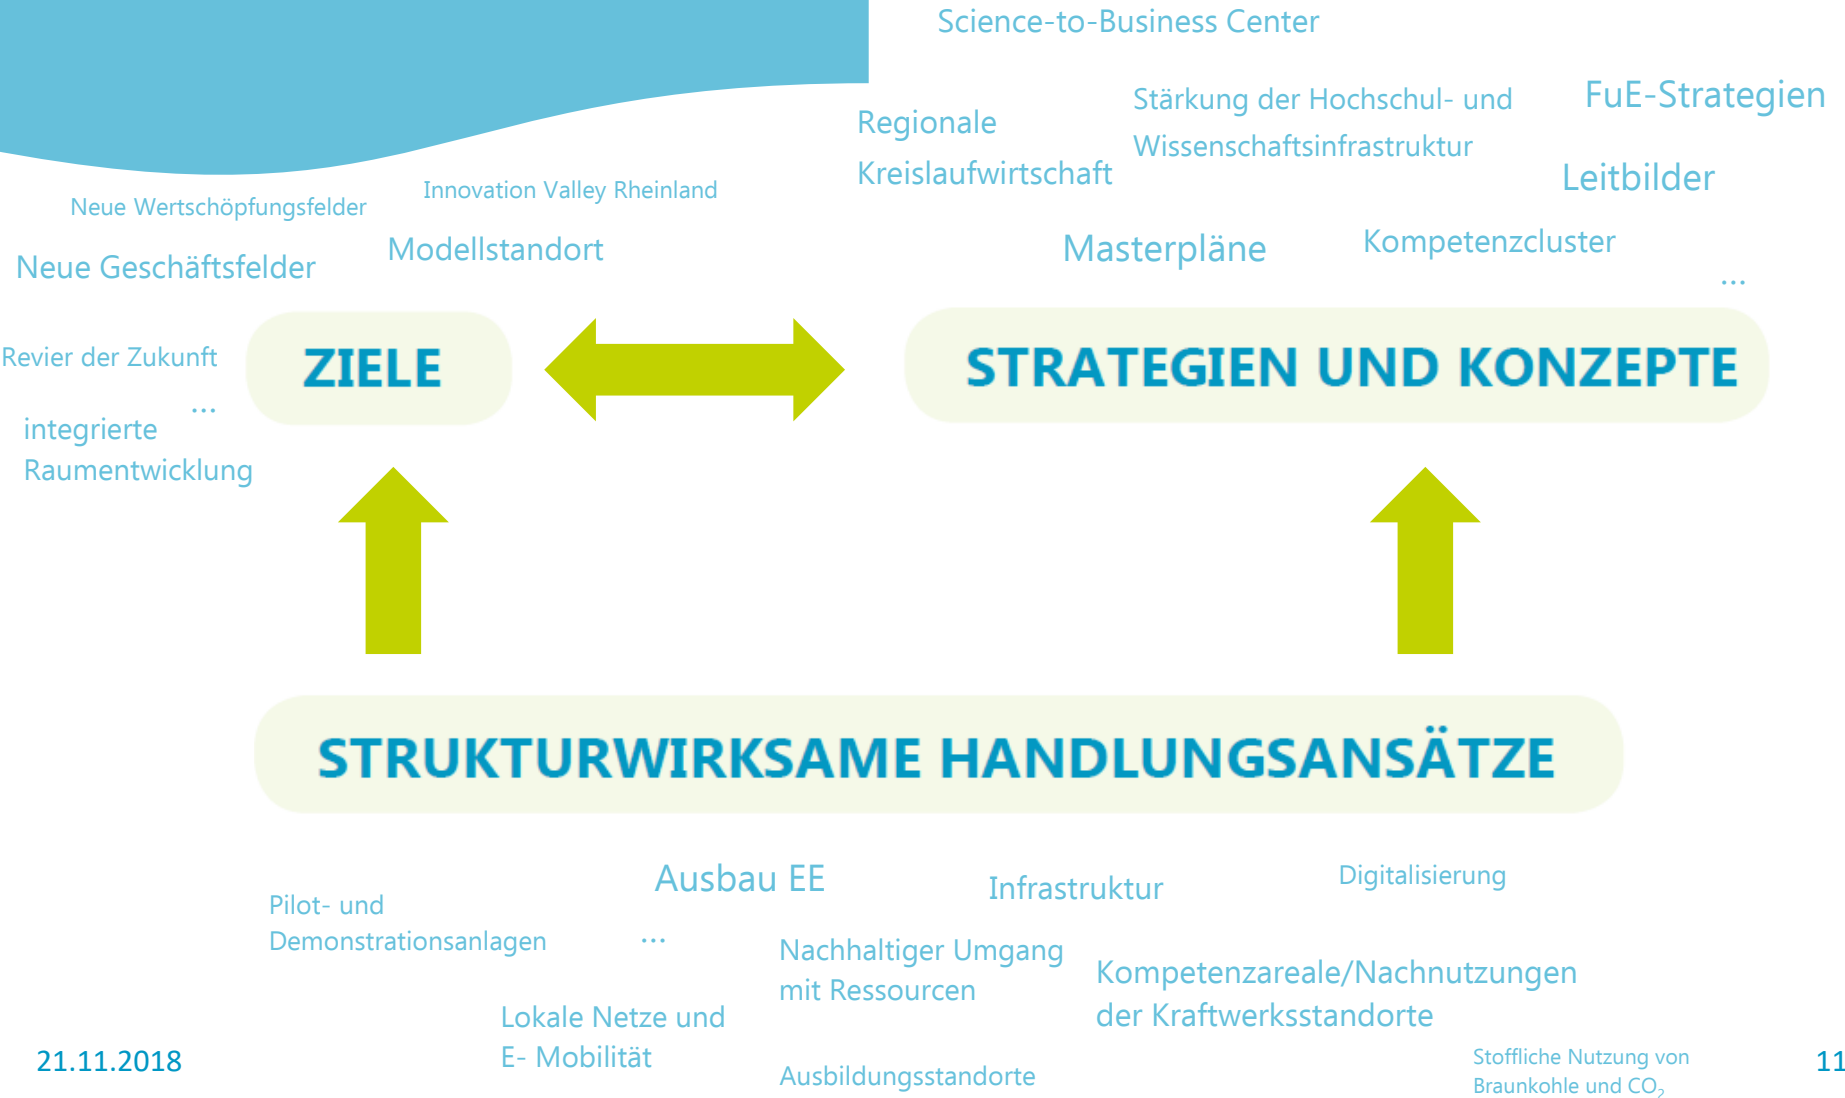 Science-to-Business Center
Regionale
Kreislaufwirtschaft
Stärkung der Hochschul- und
Wissenschaftsinfrastruktur
FuE-Strategien
Leitbilder
Neue Wertschöpfungsfelder
Innovation Valley Rheinland
Neue Geschäftsfelder
Modellstandort
Masterpläne
Kompetenzcluster
...
Revier der Zukunft
...
integrierte
Raumentwicklung
ZIELE
STRATEGIEN UND KONZEPTE
STRUKTURWIRKSAME HANDLUNGSANSÄTZE
Pilot- und
Demonstrationsanlagen
Ausbau EE
...
Infrastruktur
Digitalisierung
Nachhaltiger Umgang
mit Ressourcen
Kompetenzareale/Nachnutzungen
der Kraftwerksstandorte
Lokale Netze und
E- Mobilität
Ausbildungsstandorte
Stoffliche Nutzung von
Braunkohle und CO₂
21.11.2018
11